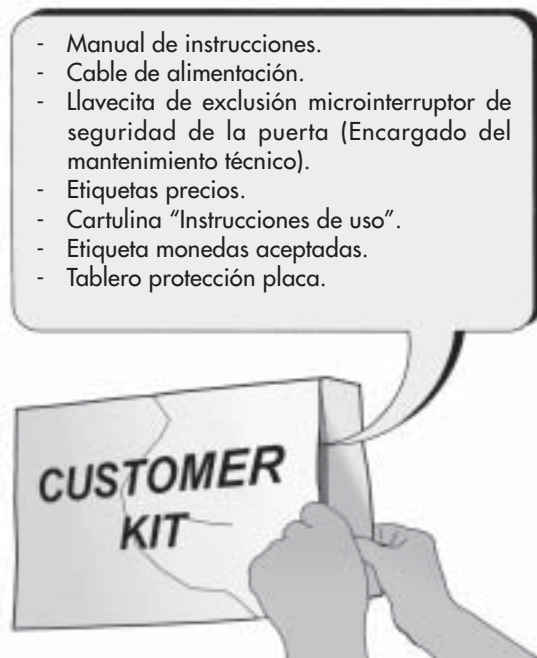 - Manual de instrucciones.
- Cable de alimentación.
- Llavecita de exclusión microinterruptor de
seguridad de la puerta (Encargado del
mantenimiento técnico).
- Etiquetas precios.
- Cartulina “Instrucciones de uso”.
- Etiqueta monedas aceptadas.
- Tablero protección placa.
CUSTOMER
KIT